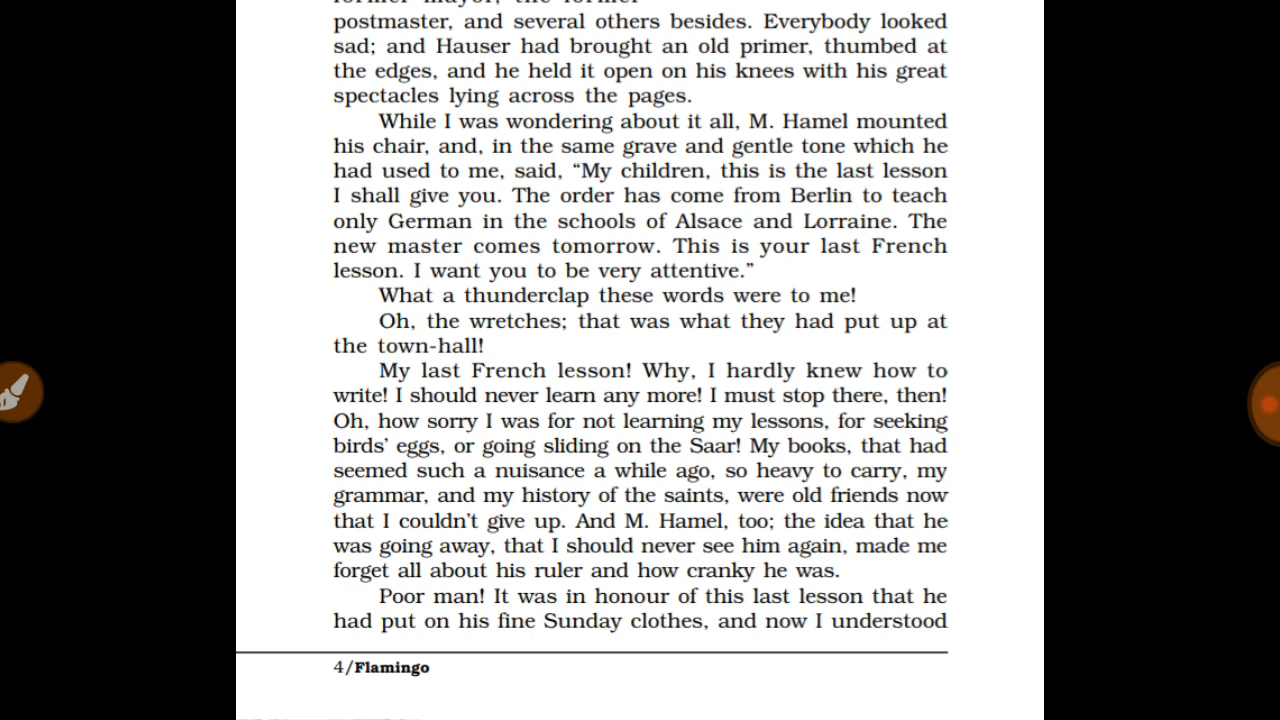 former mayor, the former
postmaster, and several others besides. Everybody looked
sad; and Hauser had brought an old primer, thumbed at
the edges, and he held it open on his knees with his great
spectacles lying across the pages.
While I was wondering about it all, M. Hamel mounted
his chair, and, in the same grave and gentle tone which he
had used to me, said, “My children, this is the last lesson
I shall give you. The order has come from Berlin to teach
only German in the schools of Alsace and Lorraine. The
new master comes tomorrow. This is your last French
lesson. I want you to be very attentive.”
What a thunderclap these words were to me!
Oh, the wretches; that was what they had put up at
the town-hall!
My last French lesson! Why, I hardly knew how to
write! I should never learn any more! I must stop there, then!
Oh, how sorry I was for not learning my lessons, for seeking
birds’ eggs, or going sliding on the Saar! My books, that had
seemed such a nuisance a while ago, so heavy to carry, my
grammar, and my history of the saints, were old friends now
that I couldn’t give up. And M. Hamel, too; the idea that he
was going away, that I should never see him again, made me
forget all about his ruler and how cranky he was.
Poor man! It was in honour of this last lesson that he
had put on his fine Sunday clothes, and now I understood
4/Flamingo